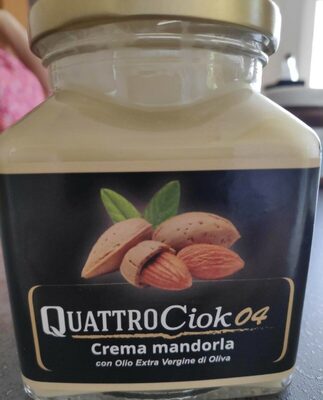 QUATTROCiok04
Crema mandorla
con Olio Extra Vergine di Oliva